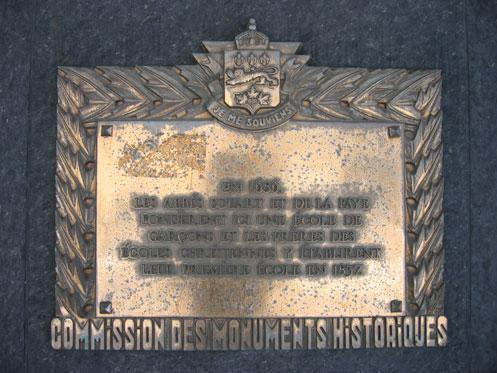 JE ME SOUVIENS
EN 1686,
LES ABBÉS SOUART ET DE LA FAYE
FONDÈRENT ICI UNE ÉCOLE DE
GARÇONS ET LES FRÈRES DES
ÉCOLES CHRÉTIENNES Y ÉTABLIRENT
LEUR PREMIÈRE ÉCOLE EN 1837.
COMMISSION DES MONUMENTS HISTORIQUES